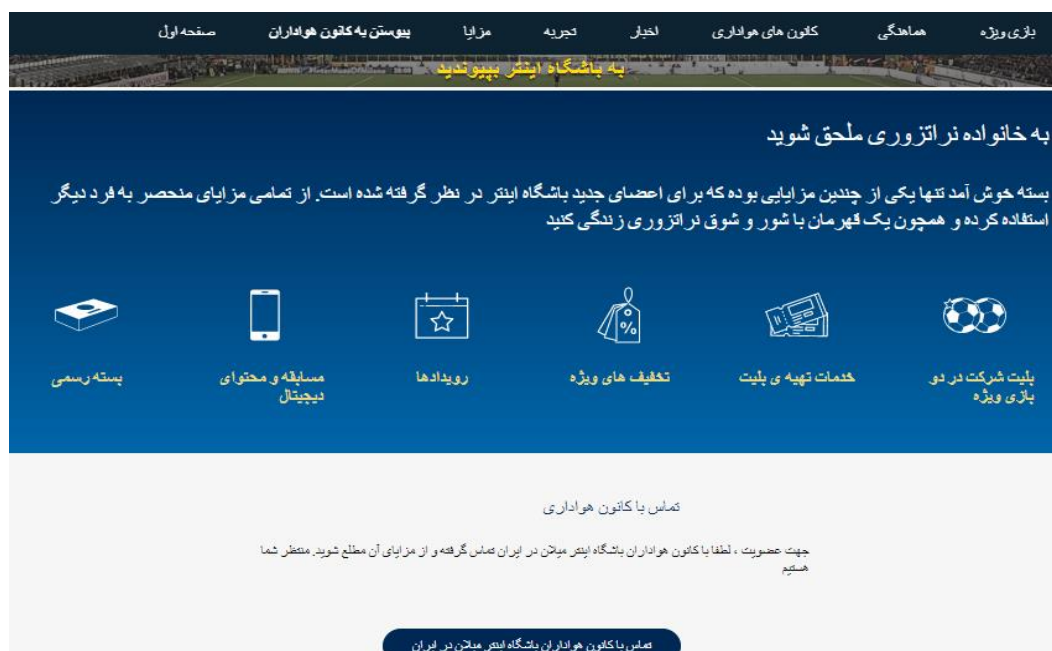 بازی ویژه
هماهنگی
کانون های هواداری
اخبار
تجربه
مزایا
پیوستن به کانون هواداران
صفحه اول
به باشگاه اینتر بپیوندید
به خانواده نراتزوری ملحق شوید
بسته خوش آمد تنها یکی از چندین مزایایی بوده که برای اعضای جدید باشگاه اینتر در نظر گرفته شده است. از تمامی مزایای منحصر به فرد دیگر
استفاده کرده و همچون یک قهرمان با شور و شوق نراتزوری زندگی کنید
بلیت شرکت در دو
بازی ویژه
خدمات تهیه ی بلیت
تخفیف های ویژه
رویدادها
مسابقه و محتوای
دیجیتال
بسته رسمی
تماس با کانون هواداری
جهت عضویت ، لطفا با کانون هواداران باشگاه اینتر میلان در ایران تماس گرفته و از مزایای آن مطلع شوید. منتظر شما
هستیم
تماس با کانون هواداران باشگاه اینتر میلان در ایران